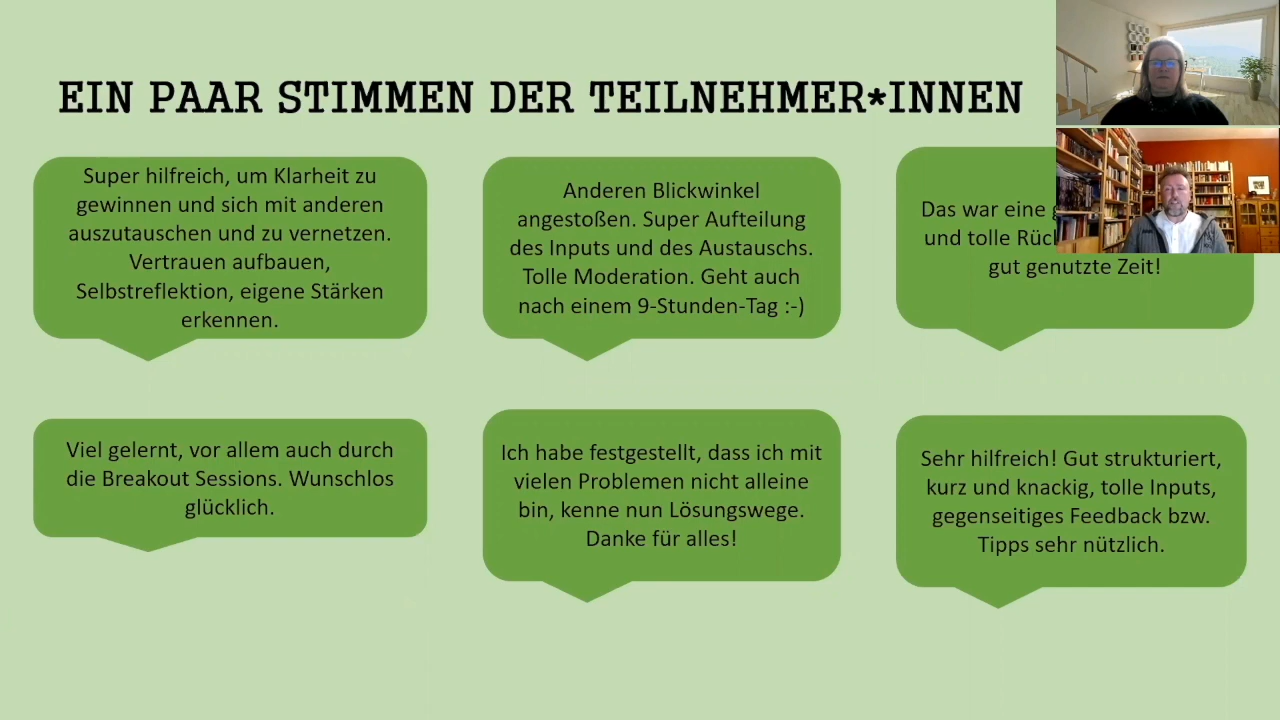 EIN PAAR STIMMEN DER TEILNEHMER*INNEN
Super hilfreich, um Klarheit zu
gewinnen und sich mit anderen
auszutauschen und zu vernetzen.
Vertrauen aufbauen,
Selbstreflektion, eigene Stärken
erkennen.
Anderen Blickwinkel
angestoßen. Super Aufteilung
des Inputs und des Austauschs.
Tolle Moderation. Geht auch
nach einem 9-Stunden-Tag :-)
Das war eine
und tolle
gut genutzte Zeit!
Viel gelernt, vor allem auch durch
die Breakout Sessions. Wunschlos
glücklich.
Ich habe festgestellt, dass ich mit
vielen Problemen nicht alleine
bin, kenne nun Lösungswege.
Danke für alles!
Sehr hilfreich! Gut strukturiert,
kurz und knackig, tolle Inputs,
gegenseitiges Feedback bzw.
Tipps sehr nützlich.